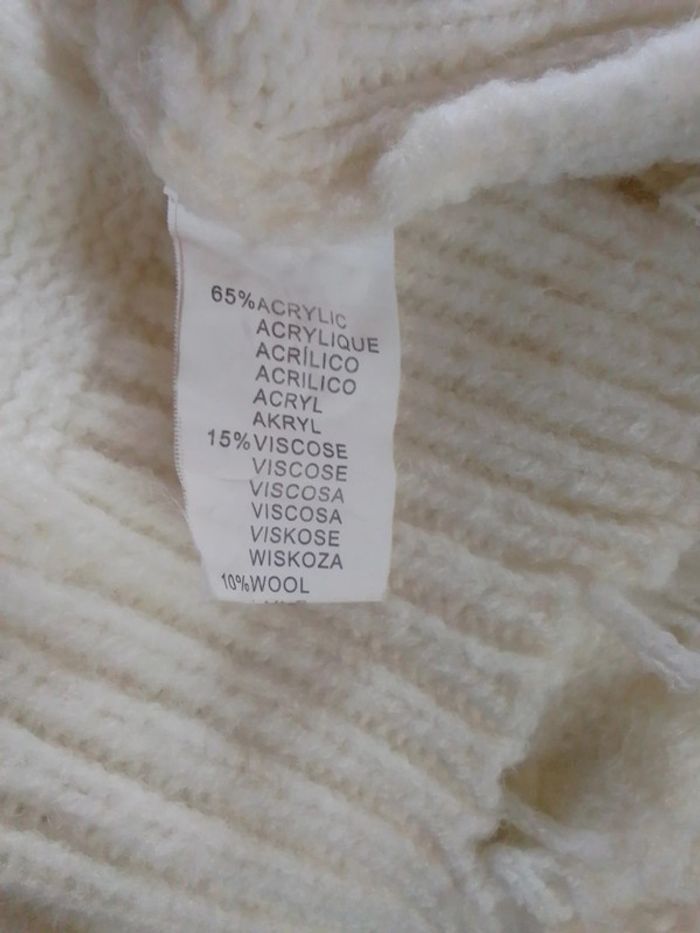 65%ACRYLIC
ACRYLIQUE
ACRÍLICO
ACRILICO
ACRYL
AKRYL
15%VISCOSE
VISCOSE
VISCOSA
VISCOSA
VISKOSE
WISKOZA
10%WOOL